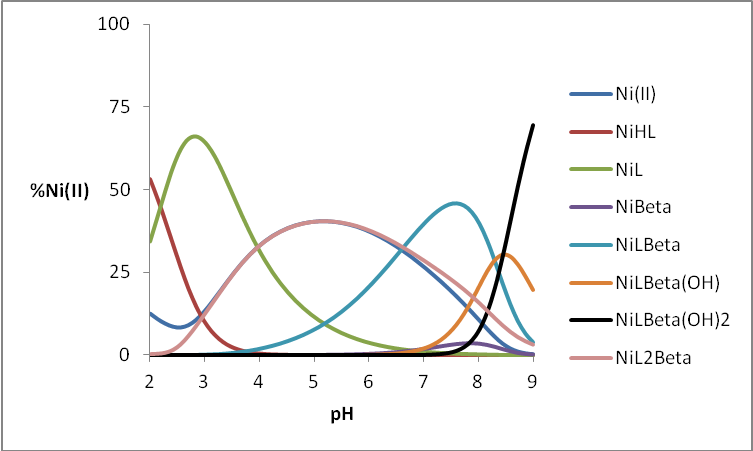 100
75
50
25
0
%Ni(II)
2 3 4 5 6 7 8 9
pH
Ni(II)
NiHL
NiL
NiBeta
NiLBeta
NiLBeta(OH)
NiLBeta(OH)2
NiL2Beta